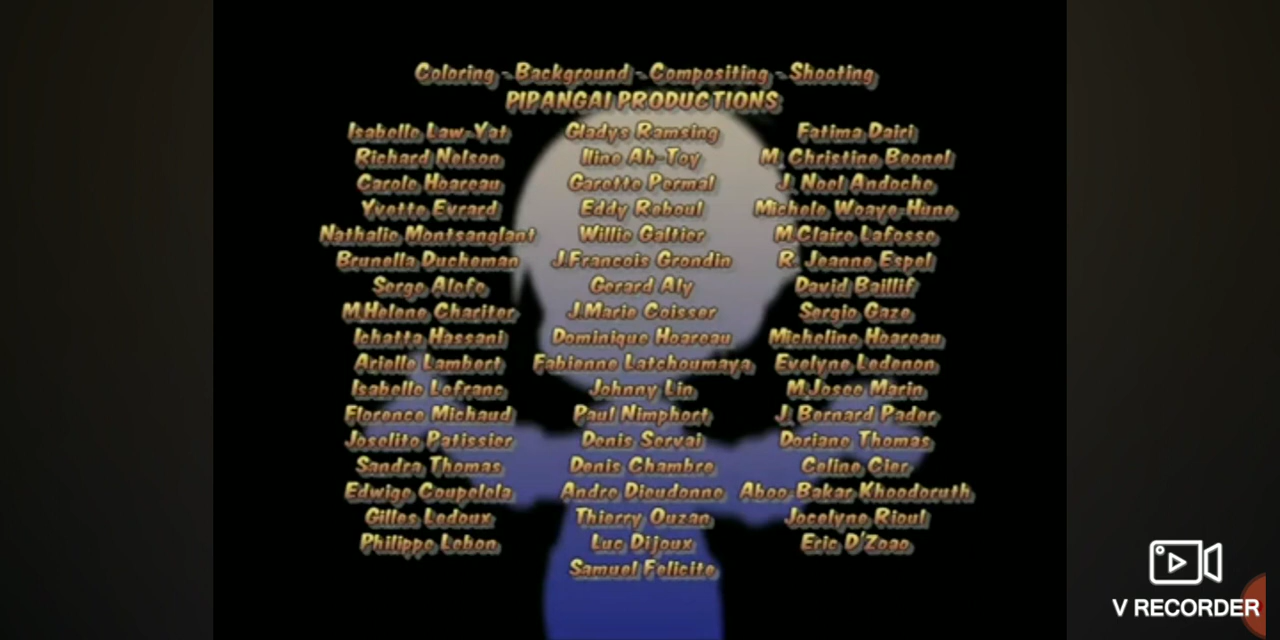 Coloring - Background - Compositing - Shooting
PIPANGAI PRODUCTIONS
Isabelle Law-Yat Gladys Ramsing Fatima Dairi
Richard Nelson Iline Ah-Toy M. Christine Beonel
Carole Hoareau Garette Permal J. Noel Andoche
Yvette Evrard Eddy Reboul Michele Woaye-Hune
Nathalie Montsanglant Willie Galtier M.Claire Lafosse
Brunella Ducheman J.Francois Grondin R. Jeanne Espel
Serge Alefe Gerard Aly David Baillif
M.Helene Chariter J.Marie Coisser Sergio Gaze
Ichatta Hassani Dominique Hoareau Micheline Hoareau
Arielle Lambert Fabienne Latchoumaya Evelyne Ledenon
Isabelle Lefranc Johnny Lin M.Josee Marin
Florence Michaud Paul Nimphort J. Bernard Pader
Joselito Patissier Denis Servai Doriane Thomas
Sandra Thomas Denis Chambre Celine Cier
Edwige Coupelela Andre Dieudonne Aboo-Bakar Khoodoruth
Gilles Ledoux Thierry Ouzan Jocelyne Rioul
Philippe Lebon Luc Dijoux Eric D'Zoao
Samuel Felicite
V RECORDER